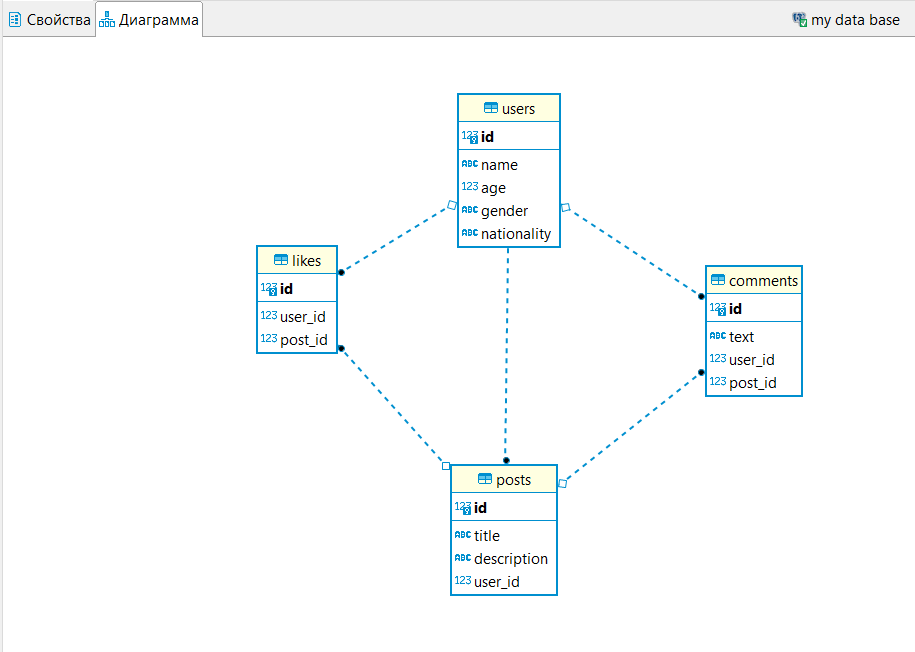 Свойства
Диаграмма
my data base
users
123 id
ABC name
123 age
ABC gender
ABC nationality
likes
123 id
123 user_id
123 post_id
comments
123 id
ABC text
123 user_id
123 post_id
posts
123 id
ABC title
ABC description
123 user_id